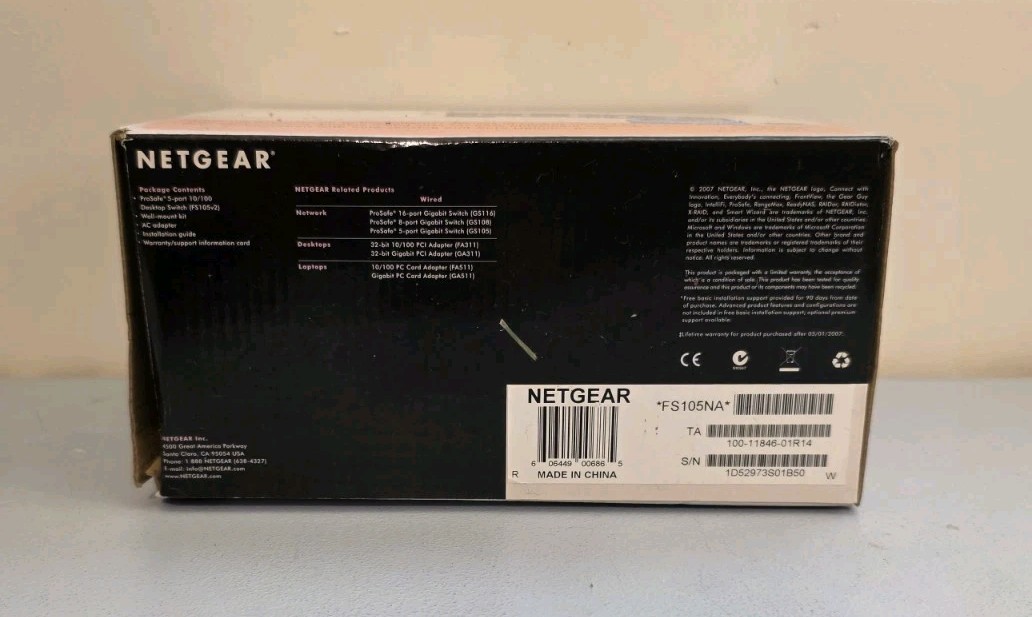 NETGEAR®
Package Contents
• ProSafe® 5-port 10/100
Desktop Switch (FS105v2)
• Wall-mount kit
• AC adapter
• Installation guide
• Warranty/support information card
NETGEAR Related Products
Wired
Network
ProSafe® 16-port Gigabit Switch (GS116)
ProSafe® 8-port Gigabit Switch (GS108)
ProSafe® 5-port Gigabit Switch (GS105)
Desktops
32-bit 10/100 PCI Adapter (FA311)
32-bit Gigabit PCI Adapter (GA311)
Laptops
10/100 PC Card Adapter (FA511)
Gigabit PC Card Adapter (GA511)
© 2007 NETGEAR, Inc., the NETGEAR logo, Connect with
Innovation, Everybody's connecting, FrontView, the Gear Guy
logo, IntelliFi, ProSafe, RangeMax, ReadyNAS, RAIDar, RAIDiator,
X-RAID, and Smart Wizard are trademarks of NETGEAR, Inc.
and/or its subsidiaries in the United States and/or other countries.
Microsoft and Windows are trademarks of Microsoft Corporation
in the United States and/or other countries. Other brand and
product names are trademarks or registered trademarks of their
respective holders. Information is subject to change without
notice. All rights reserved.
This product is packaged with a limited warranty, the acceptance of
which is a condition of sale. This product has been tested for quality
assurance and this product or its components may have been recycled.
*Free basic installation support provided for 90 days from date
of purchase. Advanced product features and configurations are
not included in free basic installation support; optional premium
support available.
‡Lifetime warranty for product purchased after 05/01/2007.
CE
NETGEAR
*FS105NA*
TA
100-11846-01R14
S/N
1D52973S01B50
W
6 06449 00686 5
R MADE IN CHINA
NETGEAR Inc.
4500 Great America Parkway
Santa Clara, CA 95054 USA
Phone: 1 888 NETGEAR (638-4327)
E-mail: info@NETGEAR.com
www.NETGEAR.com